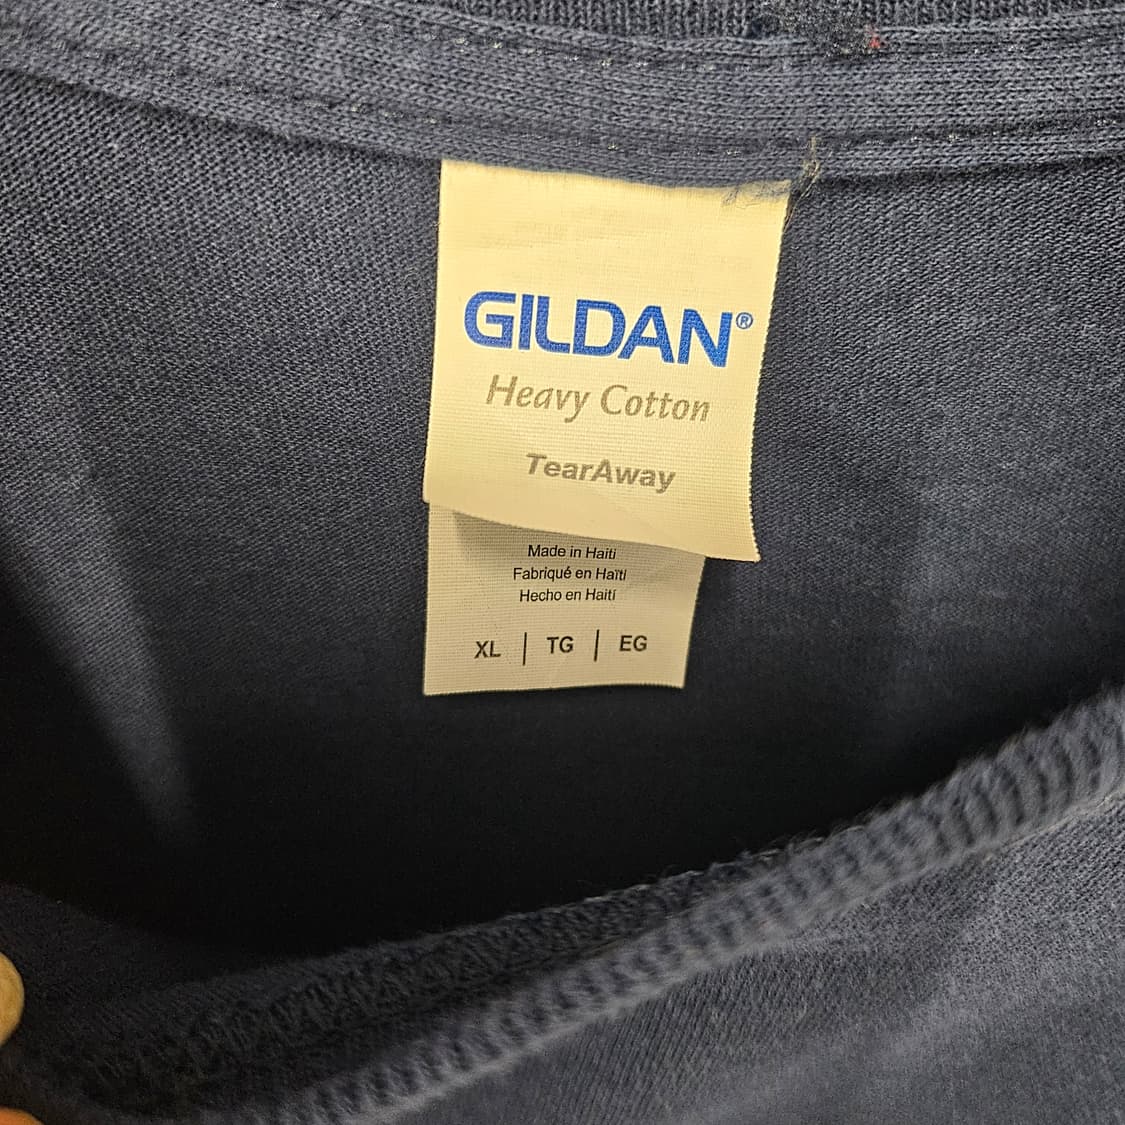 GILDAN®
Heavy Cotton
TearAway
Made in Haiti
Fabriqué en Haïti
Hecho en Haití
XL | TG | EG